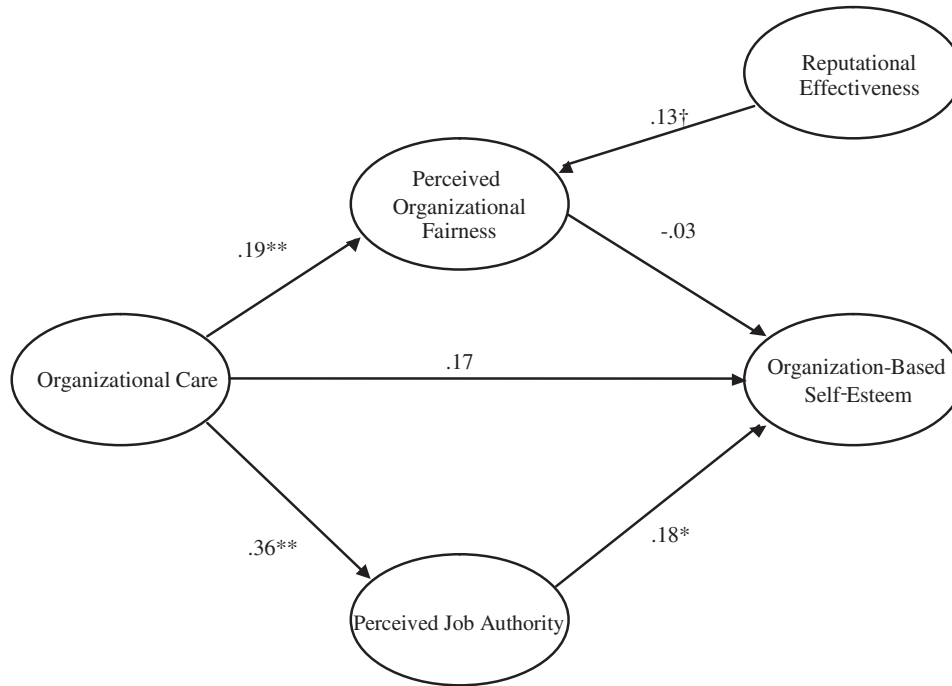 Reputational
Effectiveness
.13†
Perceived
Organizational
Fairness
.19**
-.03
Organizational Care
.17
Organization-Based
Self-Esteem
.36**
.18*
Perceived Job Authority